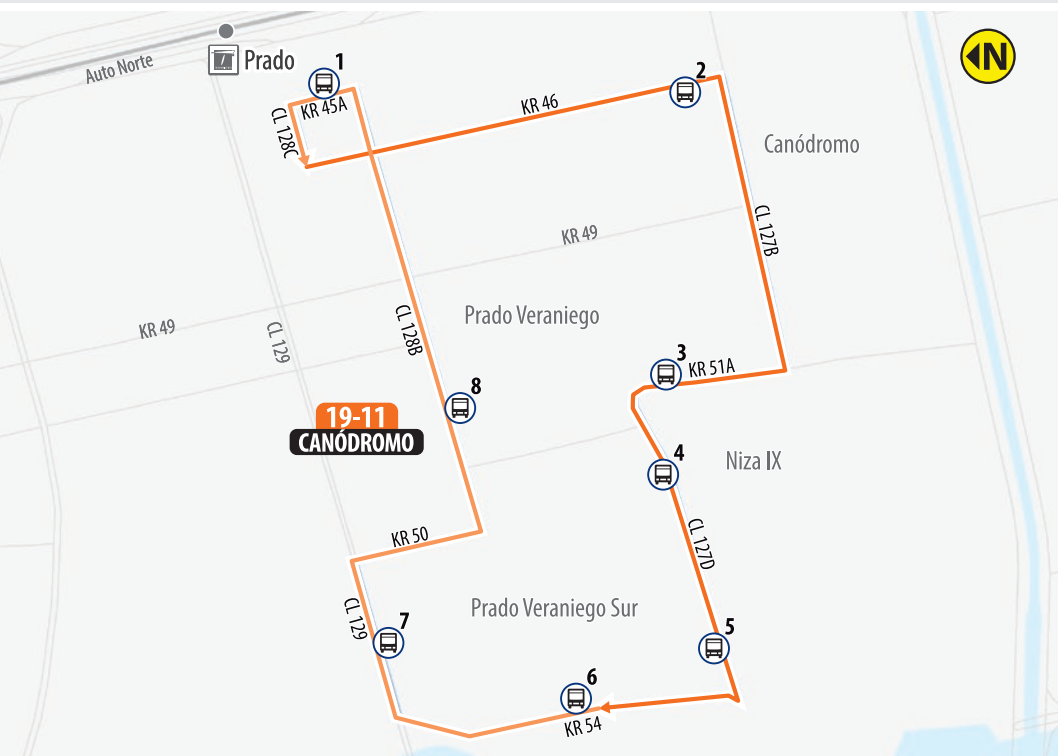 Auto Norte
Prado
N
1
KR 45A
CL 128C
KR 46
2
Canódromo
CL 127B
KR 49
KR 49
CL 129
CL 128B
Prado Veraniego
3
KR 51A
8
19-11
CANÓDROMO
4
Niza IX
KR 50
CL 127D
CL 129
7
Prado Veraniego Sur
5
6
KR 54